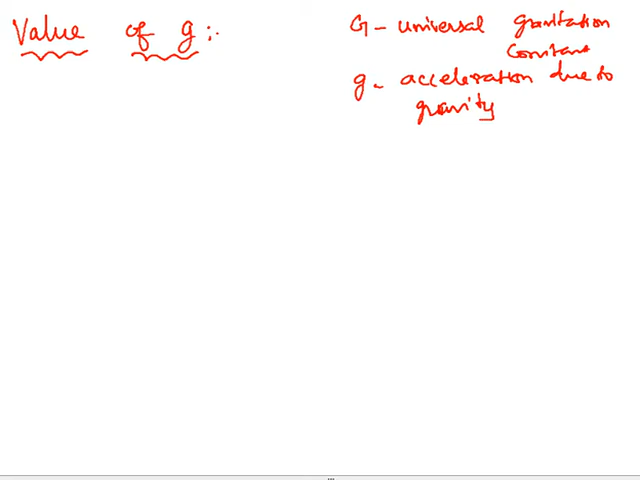 Value of g:.
G - universal gravitation
constant
g - acceleration due to
gravity